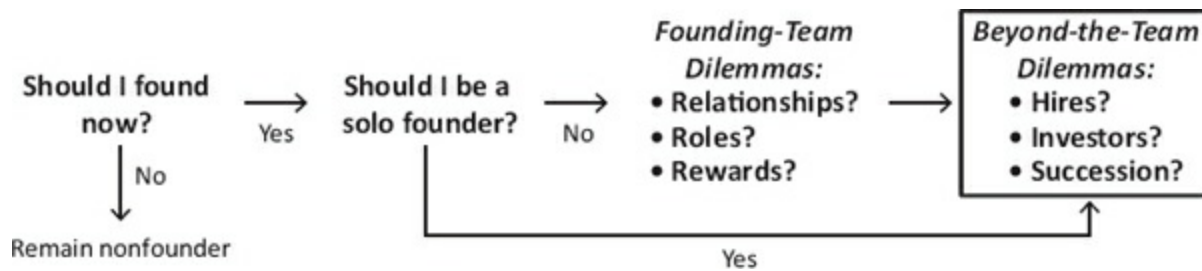 Should I found
now?
Yes
No
Remain nonfounder
Should I be a
solo founder?
No
Yes
Founding-Team
Dilemmas:
• Relationships?
• Roles?
• Rewards?
Beyond-the-Team
Dilemmas:
• Hires?
• Investors?
• Succession?